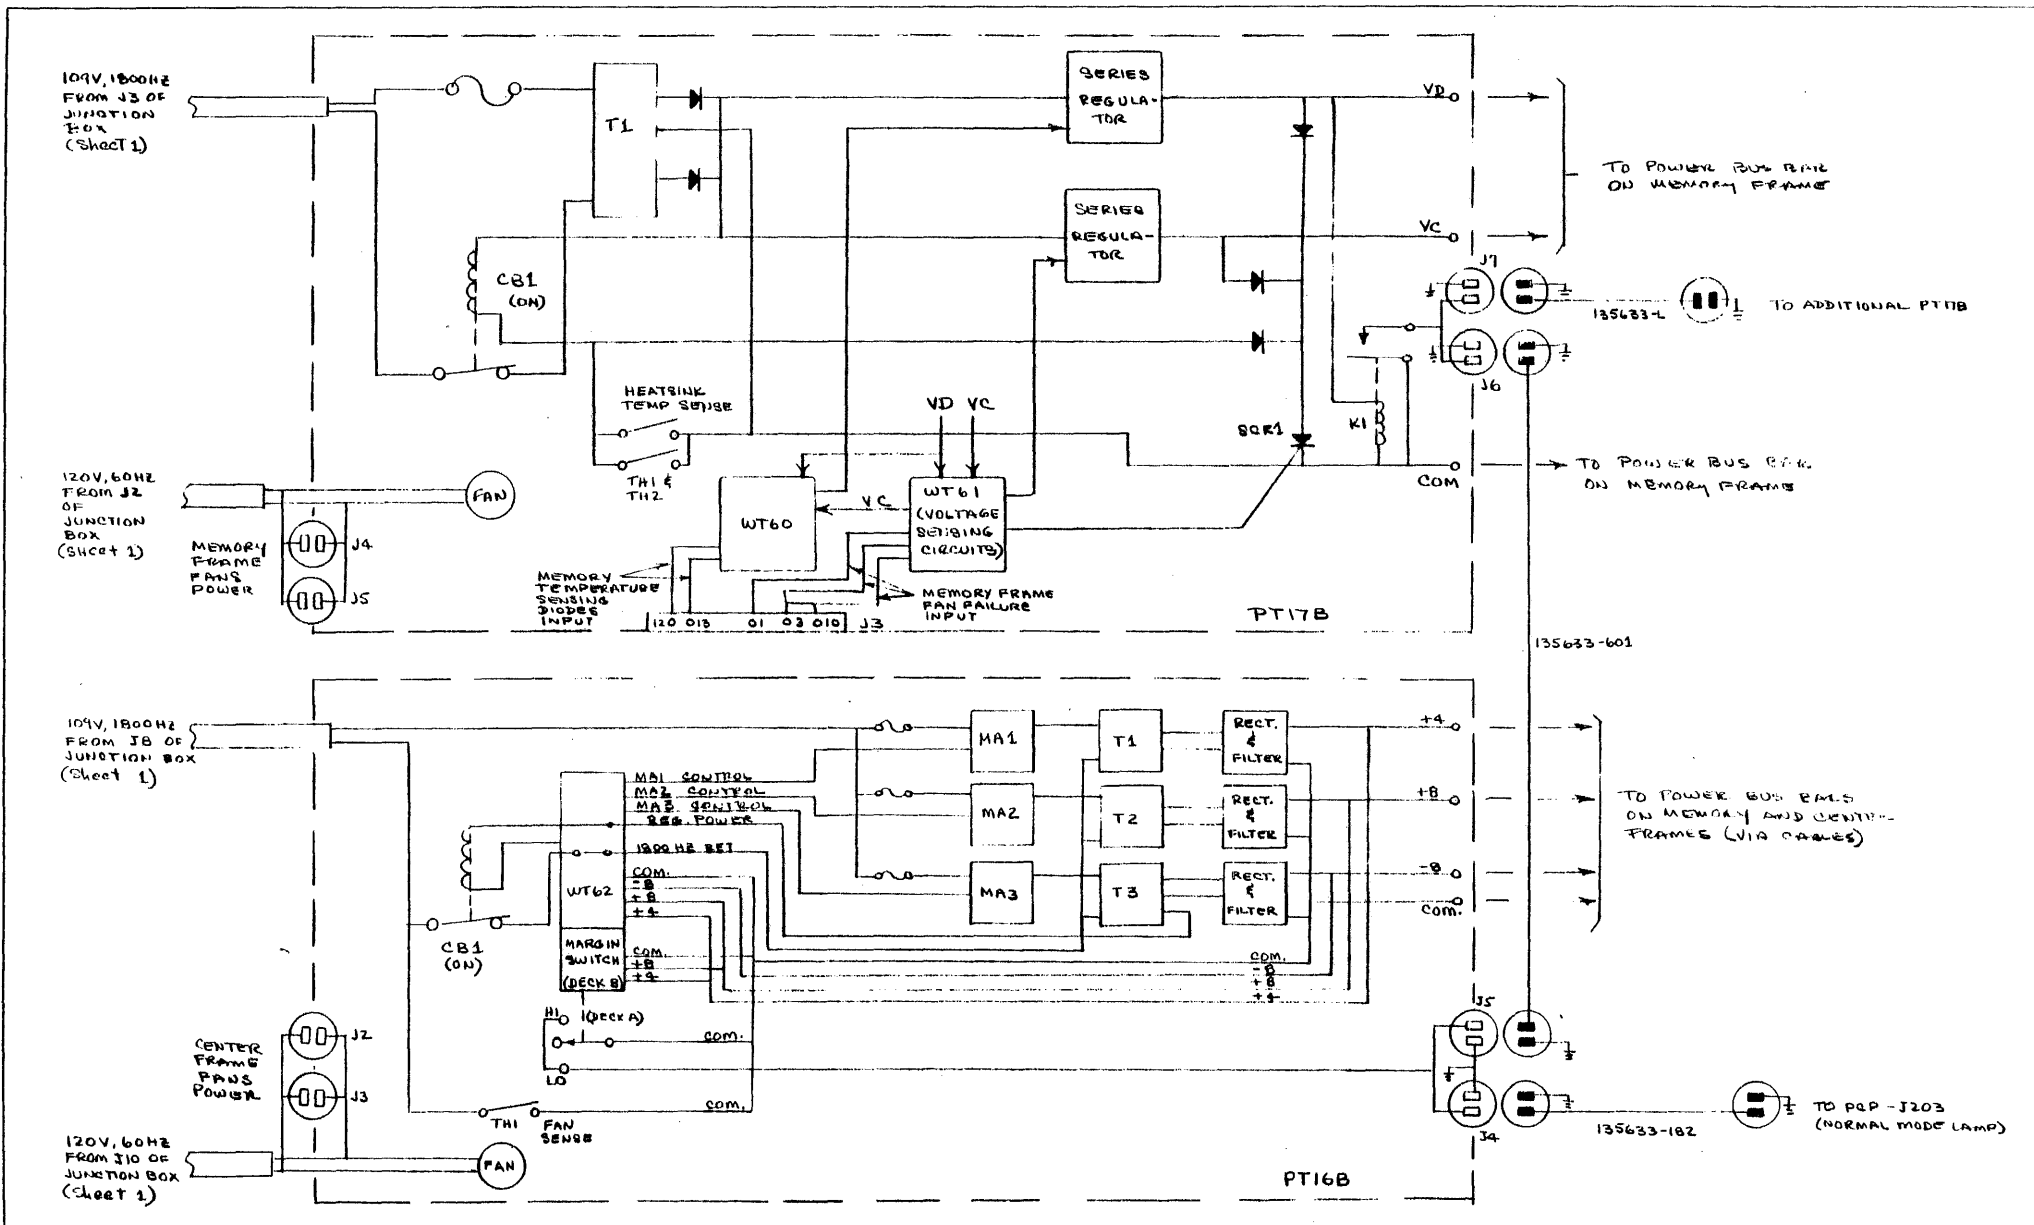 109V, 1800HZ
FROM J3 OF
JUNCTION
BOX
(Sheet 1)
T1
SERIES
REGULA-
TOR
VD
TO POWER BUS BAR
ON MEMORY FRAME
SERIES
REGULA-
TOR
VC
CB1
(ON)
J7
135633-L
TO ADDITIONAL PT17B
J6
HEATSINK
TEMP SENSE
TH1 &
TH2
VD VC
SCR1
K1
COM
TO POWER BUS BAR
ON MEMORY FRAME
120V, 60HZ
FROM J2
OF
JUNCTION
BOX
(Sheet 1)
FAN
MEMORY
FRAME
FANS
POWER
J4
J5
WT60
VC
WT61
(VOLTAGE
SENSING
CIRCUITS)
MEMORY
TEMPERATURE
SENSING
DIODES
INPUT
MEMORY FRAME
FAN FAILURE
INPUT
120 013 01 03 010 J3
PT17B
135633-601
109V, 1800HZ
FROM J8 OF
JUNCTION BOX
(Sheet 1)
MA1
T1
RECT.
&
FILTER
+4
MA1 CONTROL
MA2 CONTROL
MA3 CONTROL
REG. POWER
1800 HZ RET
MA2
T2
RECT.
&
FILTER
+8
TO POWER BUS BARS
ON MEMORY AND
FRAMES (VIA CABLES)
MA3
T3
RECT.
&
FILTER
-8
COM.
WT62
COM.
-8
+8
+4
CB1
(ON)
MARGIN
SWITCH
(DECK B)
COM.
+8
+4
COM.
-8
+8
+4
HI
(DECK A)
COM.
LO
J5
CENTER
FRAME
FANS
POWER
J2
J3
TH1
FAN
SENSE
COM.
J4
135633-182
TO PCP-J203
(NORMAL MODE LAMP)
120V, 60HZ
FROM J10 OF
JUNCTION BOX
(Sheet 1)
FAN
PT16B